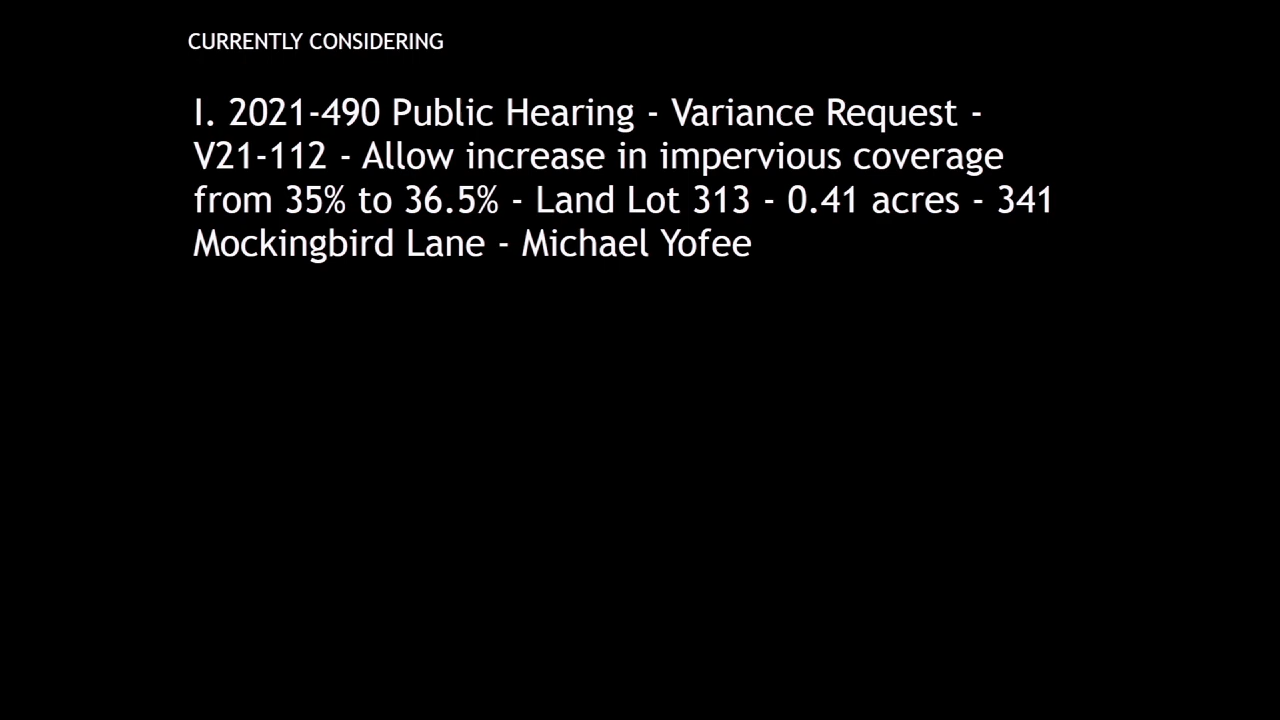 CURRENTLY CONSIDERING
I. 2021-490 Public Hearing - Variance Request -
V21-112 - Allow increase in impervious coverage
from 35% to 36.5% - Land Lot 313 - 0.41 acres - 341
Mockingbird Lane - Michael Yofee